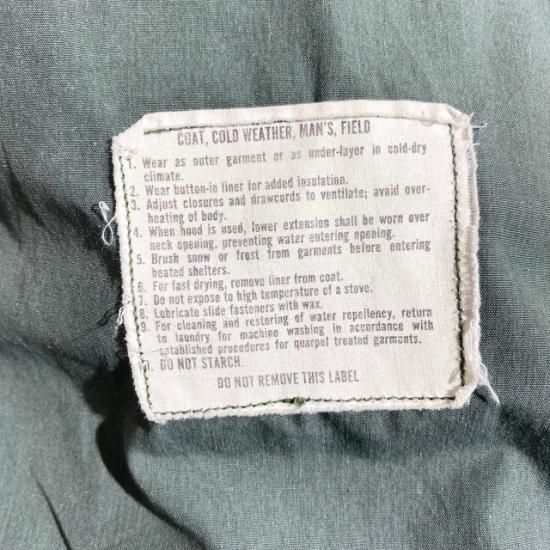 COAT, COLD WEATHER, MAN'S, FIELD
1. Wear as outer garment or as under-layer in cold-dry
climate.
2. Wear button-in liner for added insulation.
3. Adjust closures and drawcords to ventilate; avoid over-
heating of body.
4. When hood is used, lower extension shall be worn over
neck opening, preventing water entering opening.
5. Brush snow or frost from garments before entering
heated shelters.
6. For fast drying, remove liner from coat.
7. Do not expose to high temperature of a stove.
8. Lubricate slide fasteners with wax.
9. For cleaning and restoring of water repellency, return
to laundry for machine washing in accordance with
established procedures for quarpel treated garments.
10. DO NOT STARCH.
DO NOT REMOVE THIS LABEL